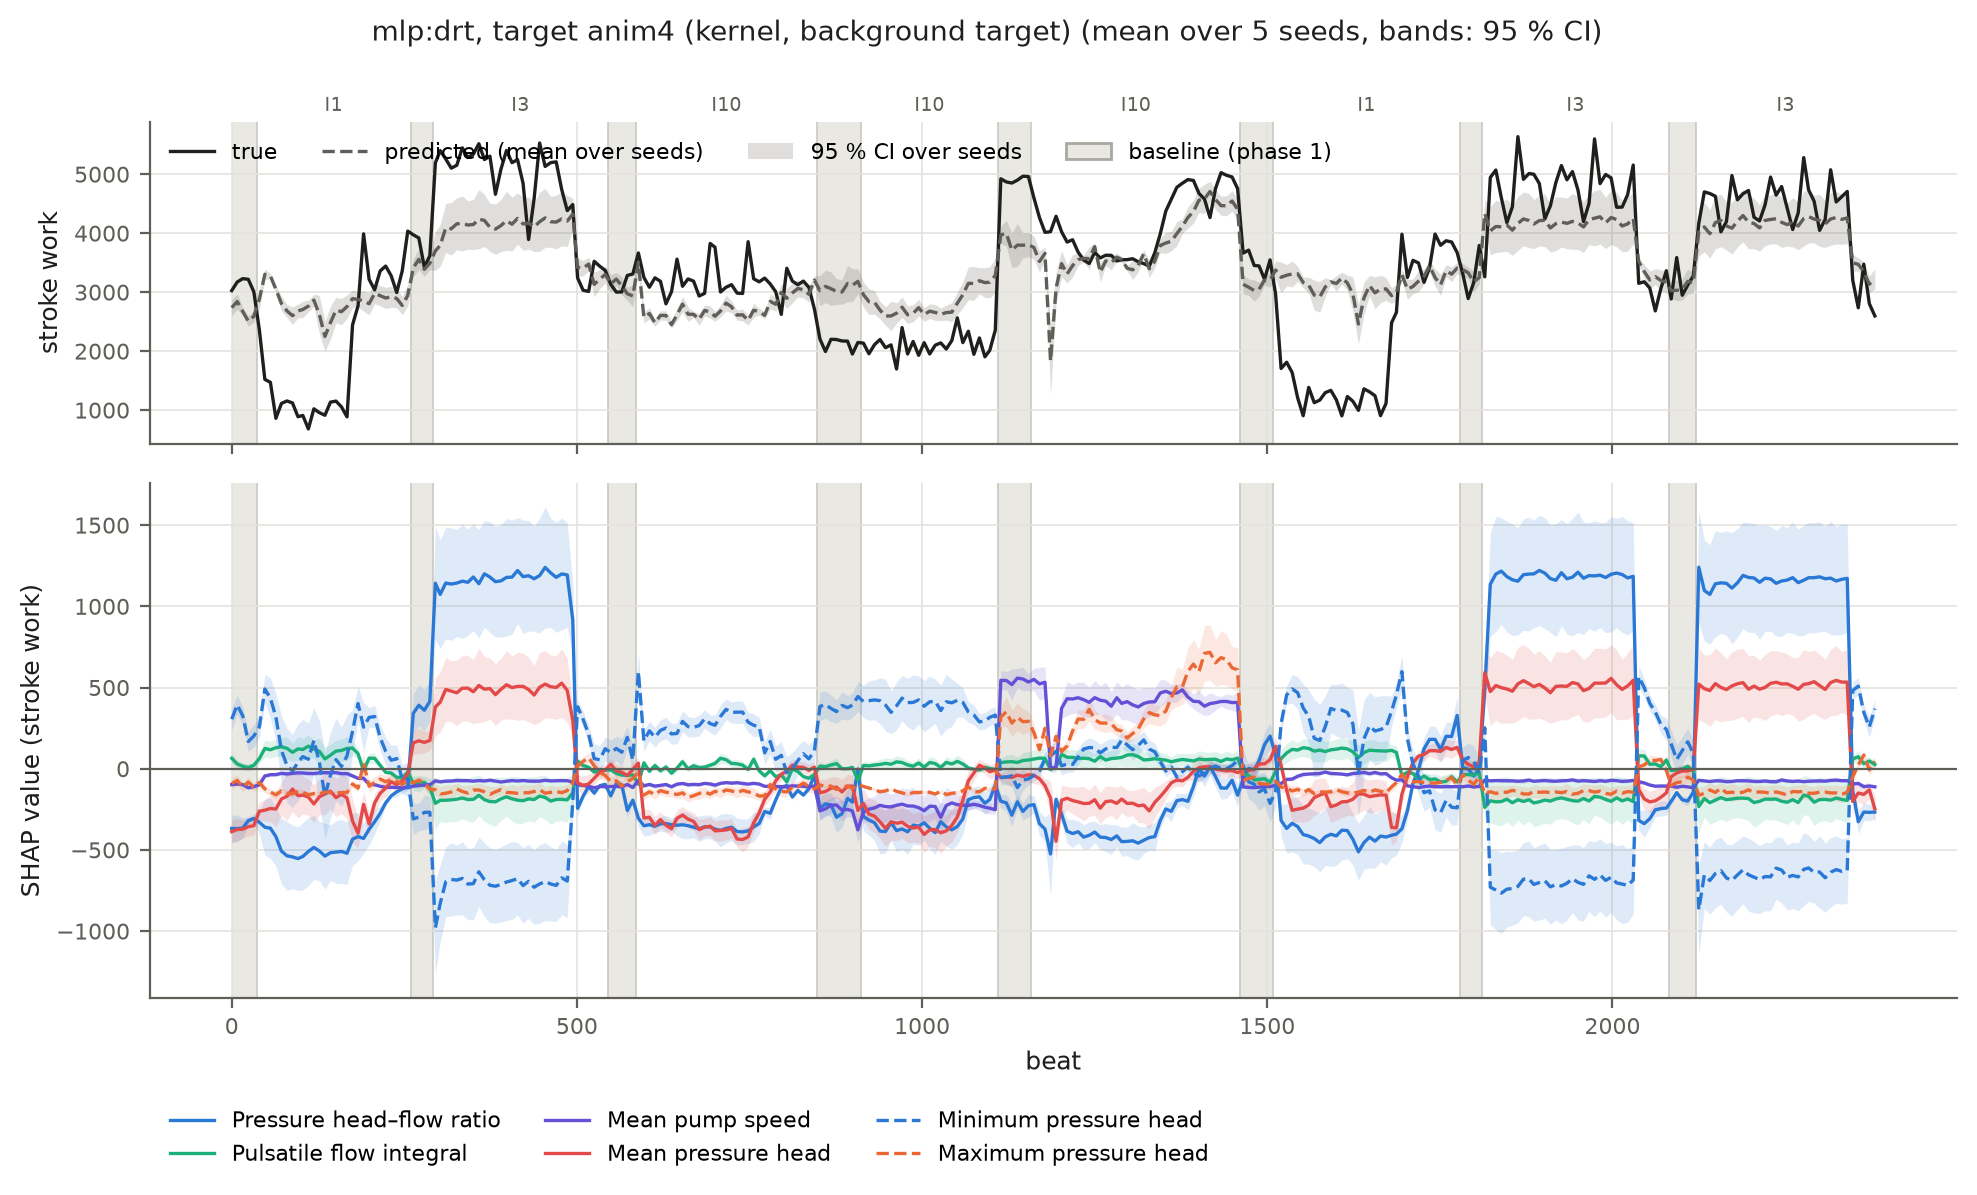 mlp:drt, target anim4 (kernel, background target) (mean over 5 seeds, bands: 95 % CI)
I1 I3 I10 I10 I10 I1 I3 I3
true predicted (mean over seeds) 95 % CI over seeds baseline (phase 1)
5000
4000
3000
2000
1000
stroke work
1500
1000
500
0
−500
−1000
SHAP value (stroke work)
0 500 1000 1500 2000
beat
Pressure head–flow ratio Mean pump speed Minimum pressure head
Pulsatile flow integral Mean pressure head Maximum pressure head